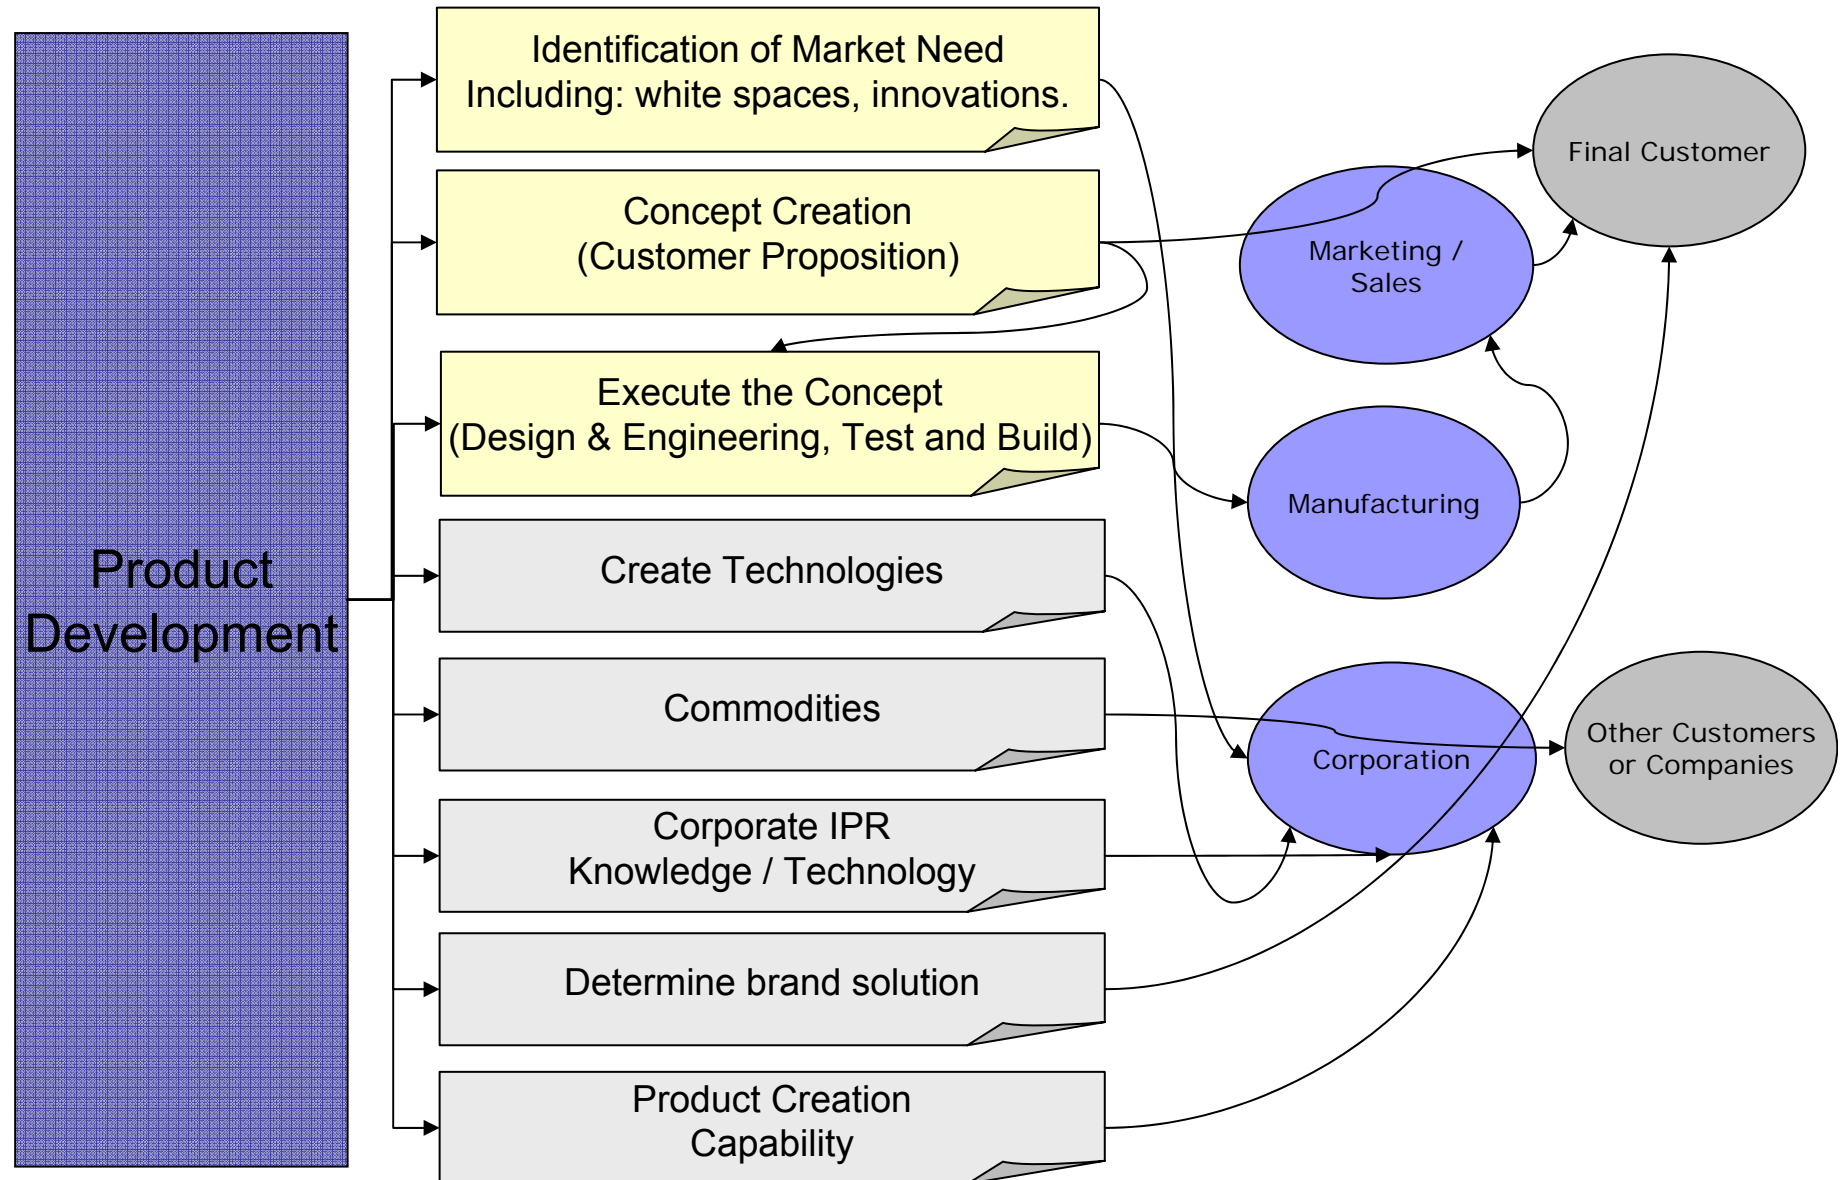 Product
Development
Identification of Market Need
Including: white spaces, innovations.
Concept Creation
(Customer Proposition)
Execute the Concept
(Design & Engineering, Test and Build)
Create Technologies
Commodities
Corporate IPR
Knowledge / Technology
Determine brand solution
Product Creation
Capability
Final Customer
Marketing /
Sales
Manufacturing
Corporation
Other Customers
or Companies